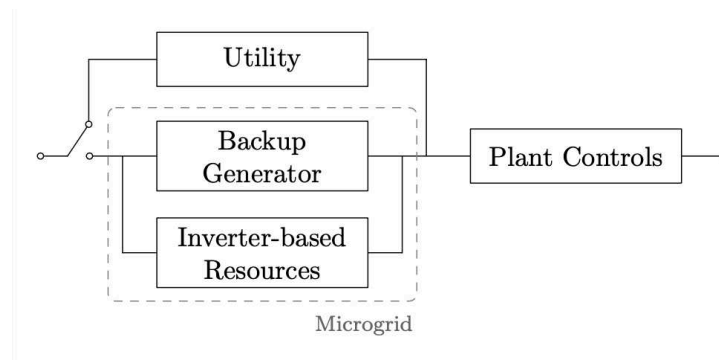 Utility
Backup
Generator
Plant Controls
Inverter-based
Resources
Microgrid